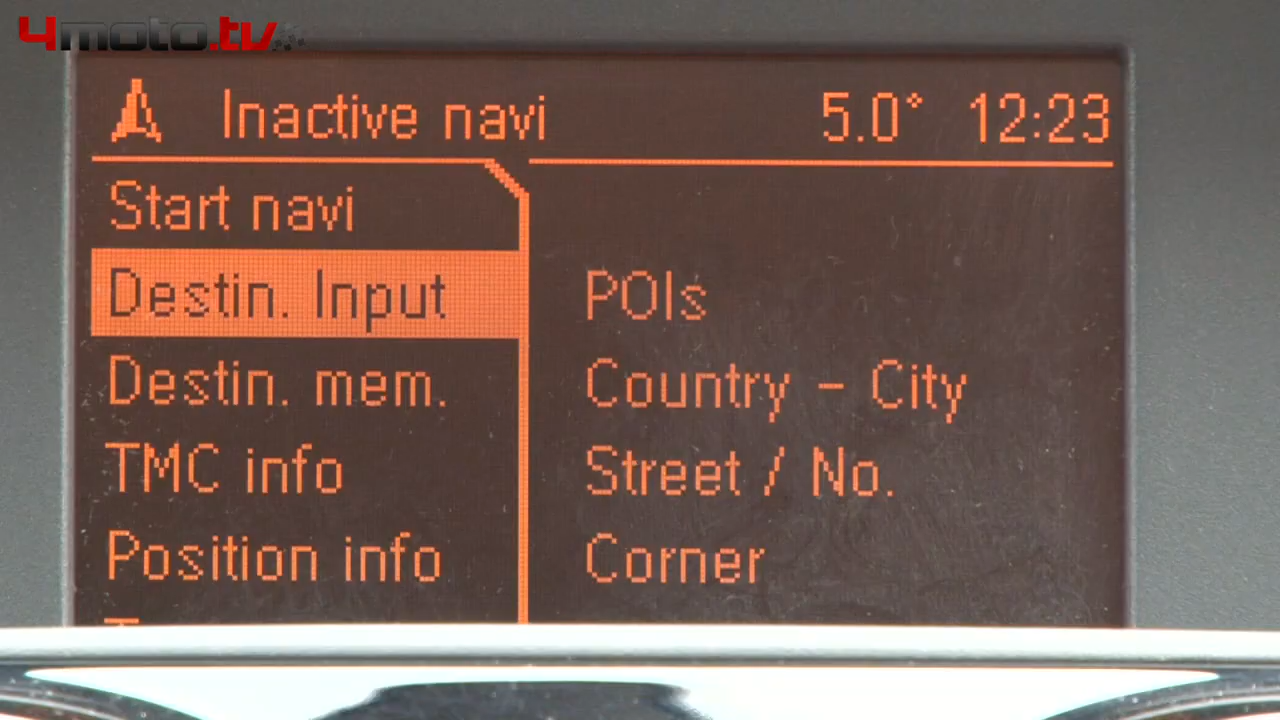 4moto.tv
Inactive navi 5.0° 12:23
Start navi
Destin. Input
Destin. mem.
TMC info
Position info
POIs
Country - City
Street / No.
Corner